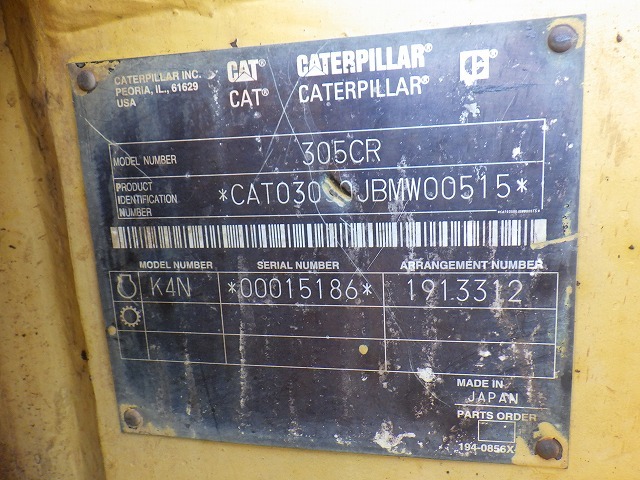 CATERPILLAR INC.
PEORIA, IL., 61629
USA
CAT® CATERPILLAR®
CAT® CATERPILLAR®
MODEL NUMBER 305CR
PRODUCT IDENTIFICATION NUMBER
MODEL NUMBER SERIAL NUMBER ARRANGEMENT NUMBER
K4N *00015186* 1913312
MADE IN
JAPAN
PARTS ORDER
194-0856X